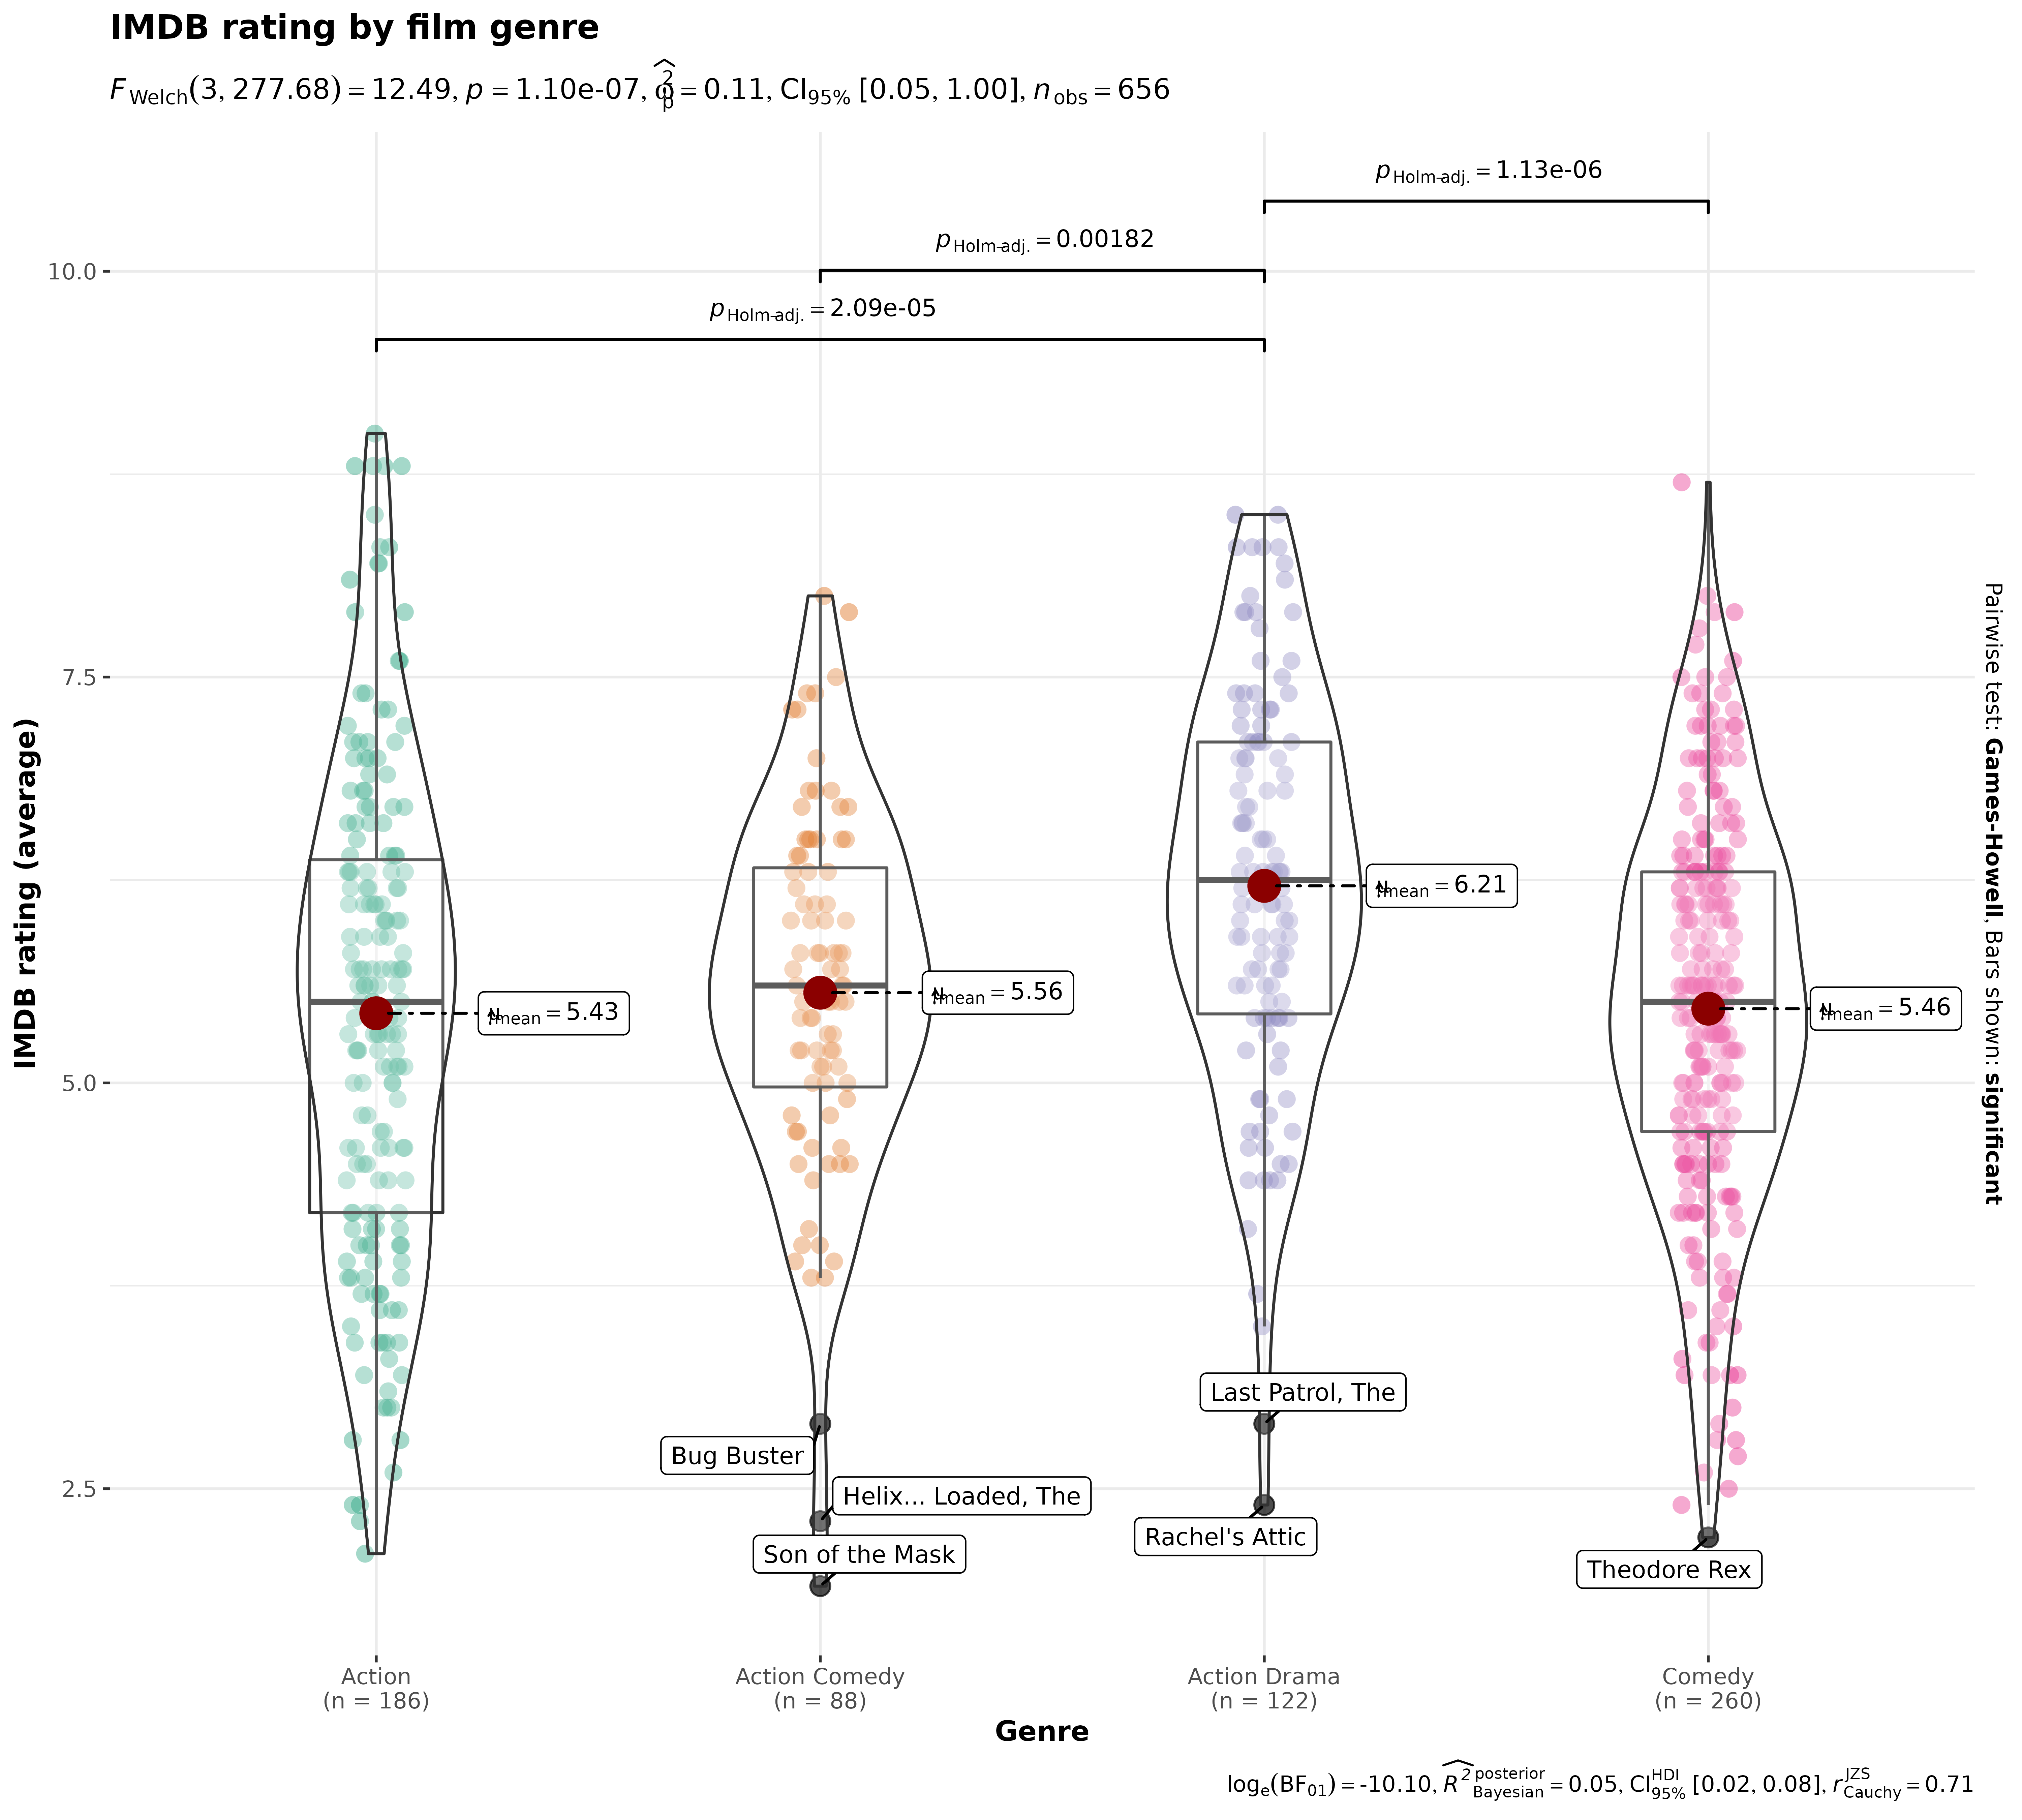 IMDB rating by film genre
F Welch(3, 277.68) = 12.49, p = 1.10e-07, ω̂²p = 0.11, CI95% [0.05, 1.00], nobs = 656
pHolm-adj. = 1.13e-06
pHolm-adj. = 0.00182
pHolm-adj. = 2.09e-05
10.0
7.5
5.0
2.5
IMDB rating (average)
μ̂mean = 5.43
μ̂mean = 5.56
μ̂mean = 6.21
μ̂mean = 5.46
Last Patrol, The
Bug Buster
Helix... Loaded, The
Rachel's Attic
Son of the Mask
Theodore Rex
Pairwise test: Games-Howell, Bars shown: significant
Action
(n = 186)
Action Comedy
(n = 88)
Action Drama
(n = 122)
Comedy
(n = 260)
Genre
loge(BF01) = -10.10, R̂² posterior Bayesian = 0.05, CI HDI 95% [0.02, 0.08], r JZS Cauchy = 0.71